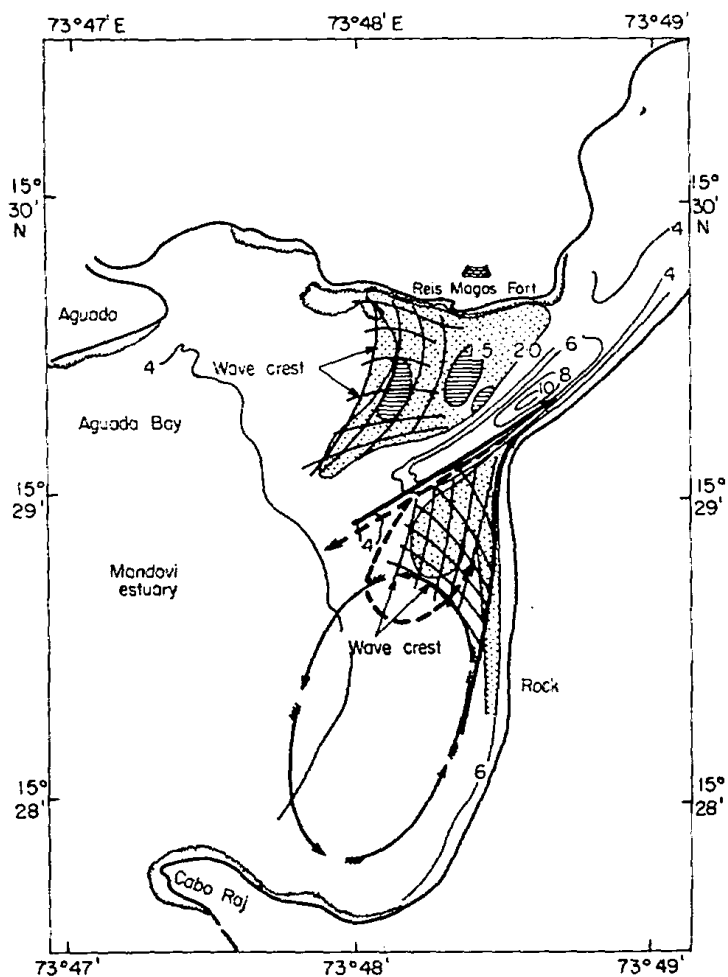 73°47'E
73°48'E
73°49'
15°
30'
N
15°
30'
N
4
4
Reis Magos Fort
Aguada
4
Wave crest
1.5
2.0
6
8
10
Aguada Bay
15°
29'
15°
29'
4
Mandovi
estuary
Wave crest
Rock
6
15°
28'
15°
28'
Cabo Raj
73°47'
73°48'
73°49'